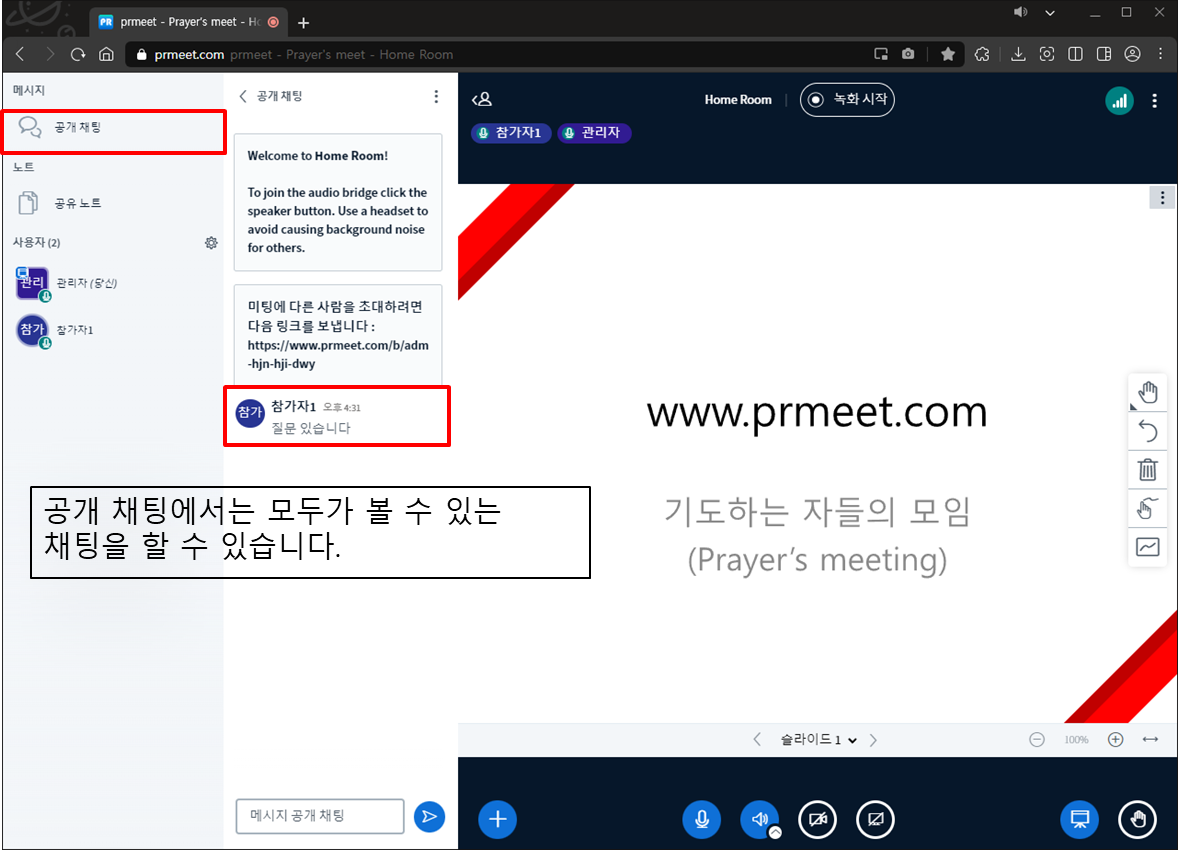 PR prmeet - Prayer's meet - Ho
prmeet.com prmeet - Prayer's meet - Home Room
메시지
공개 채팅
노트
공유 노트
사용자 (2)
관리 관리자 (당신)
참가 참가자1
공개 채팅
Welcome to Home Room!
To join the audio bridge click the
speaker button. Use a headset to
avoid causing background noise
for others.
미팅에 다른 사람을 초대하려면
다음 링크를 보냅니다 :
https://www.prmeet.com/b/adm
-hjn-hji-dwy
참가 참가자1 오후 4:31
질문 있습니다
공개 채팅에서는 모두가 볼 수 있는
채팅을 할 수 있습니다.
메시지 공개 채팅
Home Room 녹화 시작
참가자1 관리자
www.prmeet.com
기도하는 자들의 모임
(Prayer's meeting)
슬라이드 1
100%